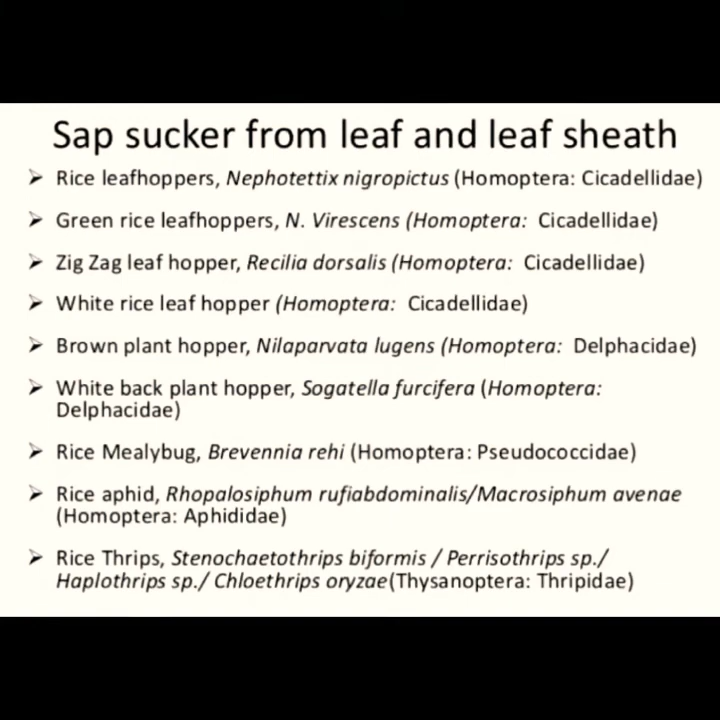 Sap sucker from leaf and leaf sheath
➢ Rice leafhoppers, Nephotettix nigropictus (Homoptera: Cicadellidae)
➢ Green rice leafhoppers, N. Virescens (Homoptera: Cicadellidae)
➢ Zig Zag leaf hopper, Recilia dorsalis (Homoptera: Cicadellidae)
➢ White rice leaf hopper (Homoptera: Cicadellidae)
➢ Brown plant hopper, Nilaparvata lugens (Homoptera: Delphacidae)
➢ White back plant hopper, Sogatella furcifera (Homoptera:
Delphacidae)
➢ Rice Mealybug, Brevennia rehi (Homoptera: Pseudococcidae)
➢ Rice aphid, Rhopalosiphum rufiabdominalis/Macrosiphum avenae
(Homoptera: Aphididae)
➢ Rice Thrips, Stenochaetothrips biformis / Perrisothrips sp./
Haplothrips sp./ Chloethrips oryzae(Thysanoptera: Thripidae)